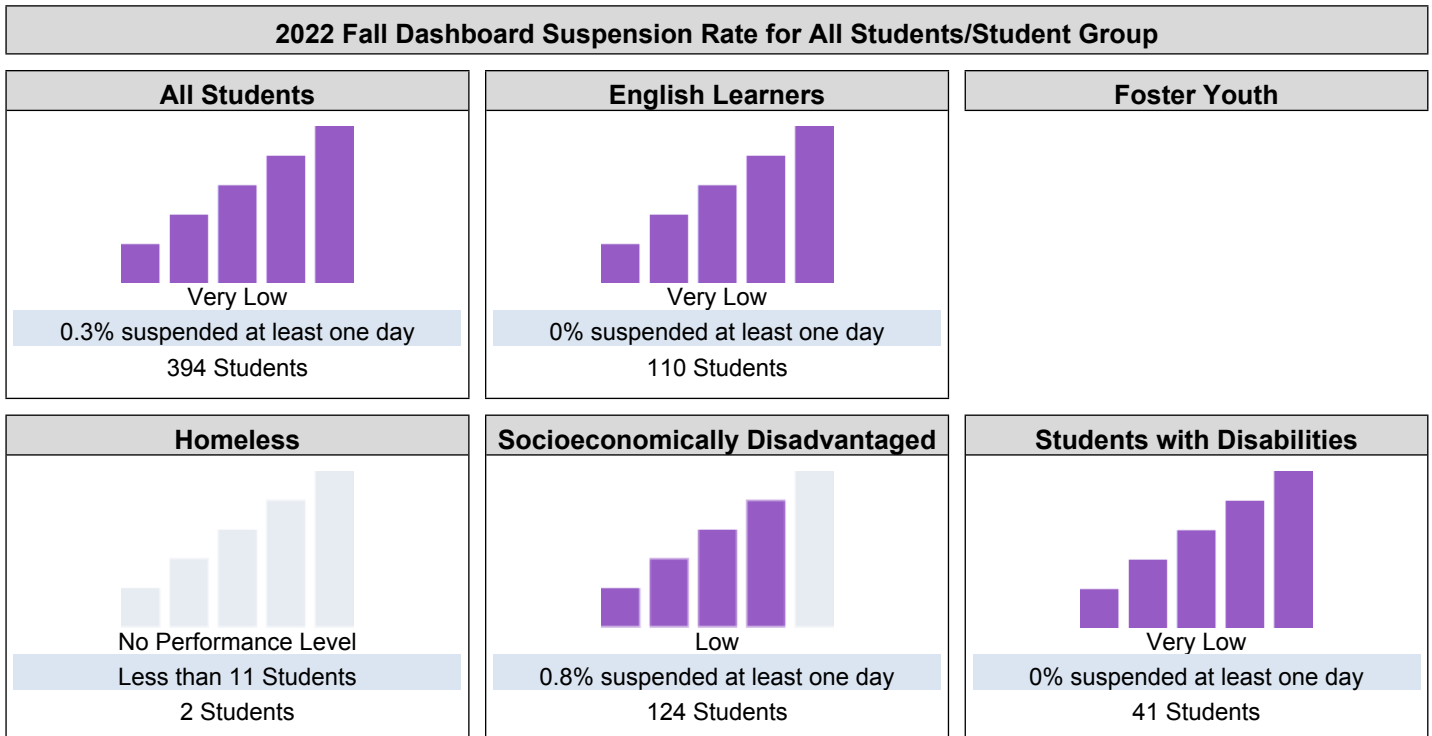 2022 Fall Dashboard Suspension Rate for All Students/Student Group
All Students
Very Low
0.3% suspended at least one day
394 Students
English Learners
Very Low
0% suspended at least one day
110 Students
Foster Youth
Homeless
No Performance Level
Less than 11 Students
2 Students
Socioeconomically Disadvantaged
Low
0.8% suspended at least one day
124 Students
Students with Disabilities
Very Low
0% suspended at least one day
41 Students